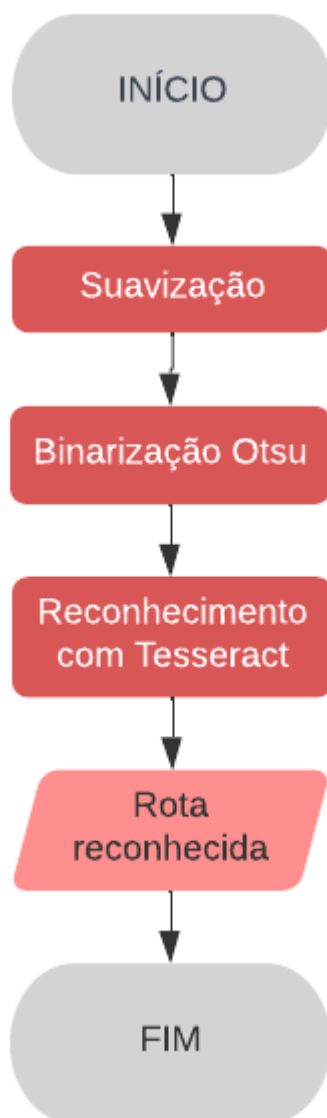 INÍCIO
Suavização
Binarização Otsu
Reconhecimento
com Tesseract
Rota
reconhecida
FIM